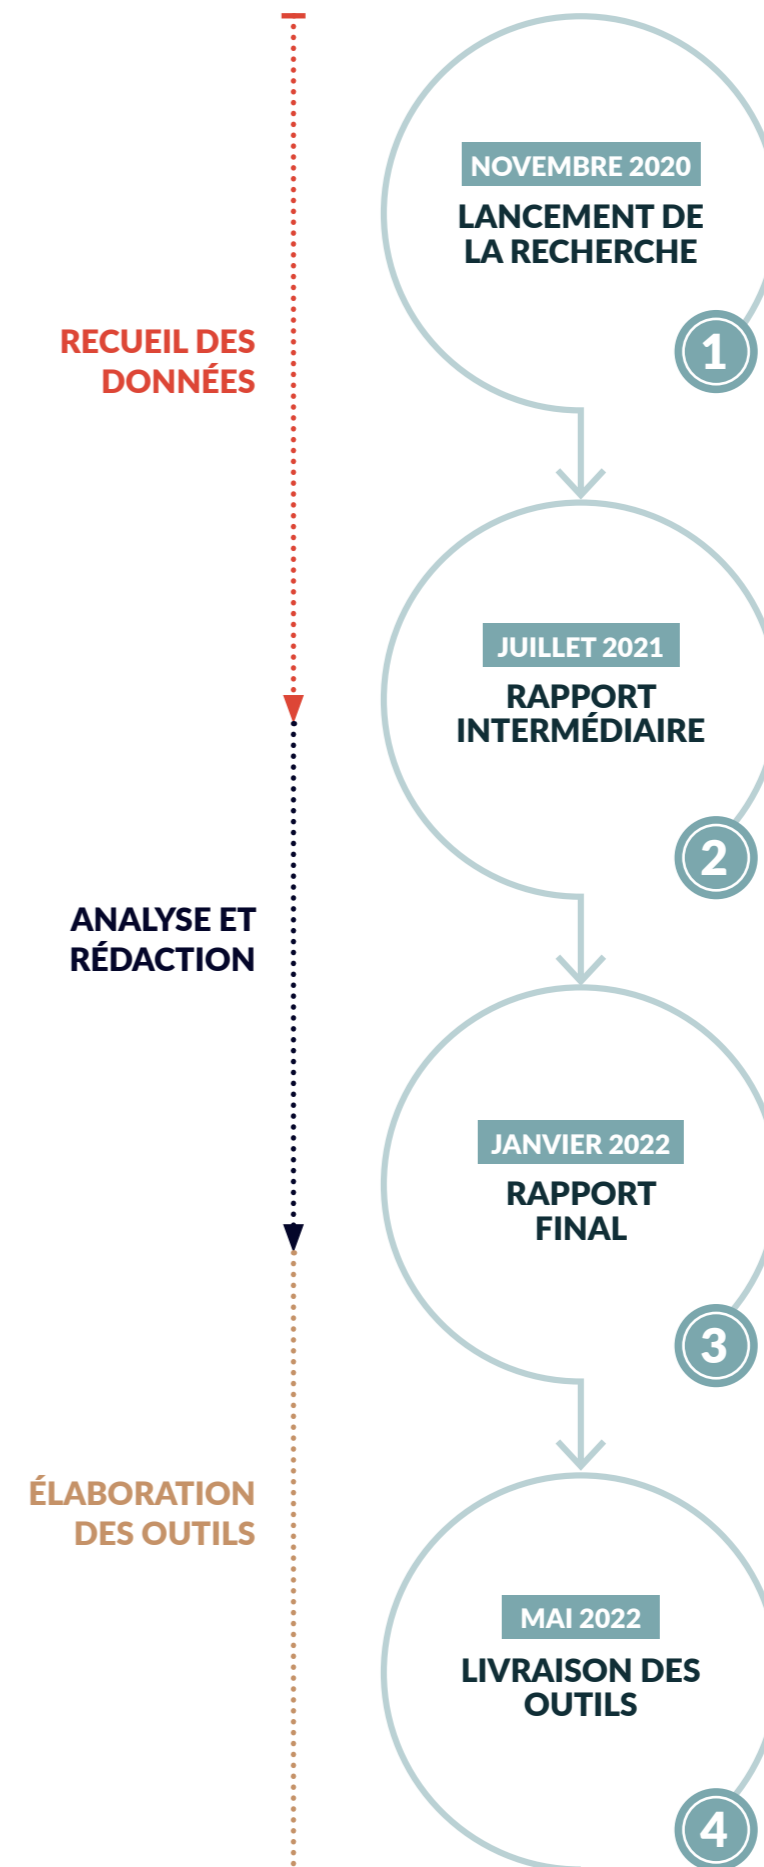 NOVEMBRE 2020
LANCEMENT DE
LA RECHERCHE
1
RECUEIL DES
DONNÉES
JUILLET 2021
RAPPORT
INTERMÉDIAIRE
2
ANALYSE ET
RÉDACTION
JANVIER 2022
RAPPORT
FINAL
3
ÉLABORATION
DES OUTILS
MAI 2022
LIVRAISON DES
OUTILS
4